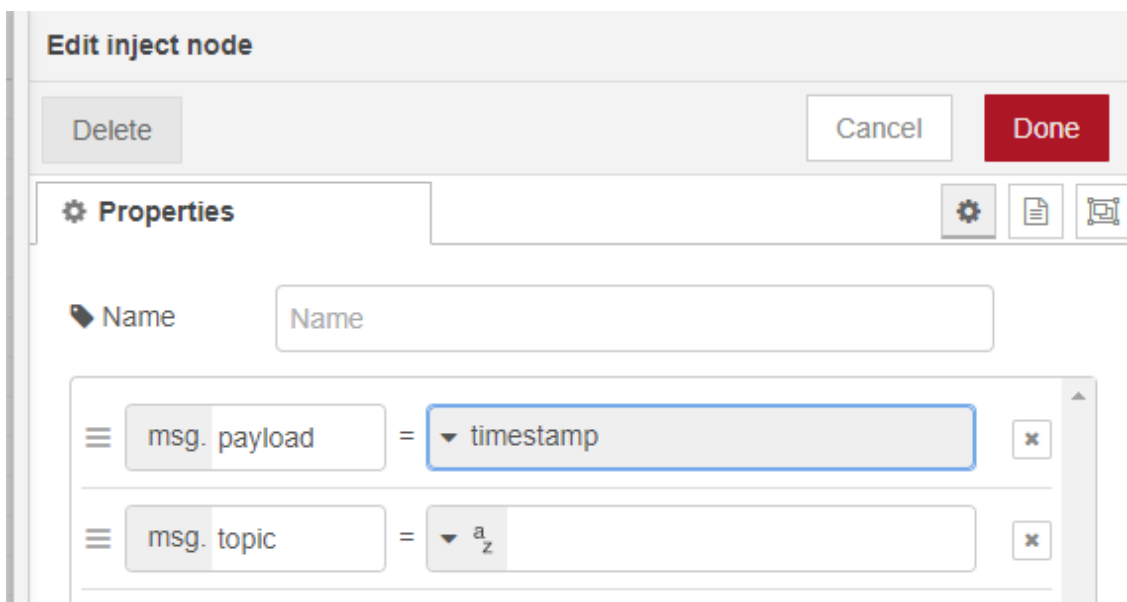 Edit inject node
Delete Cancel Done
Properties
Name Name
msg. payload = timestamp
msg. topic = a z